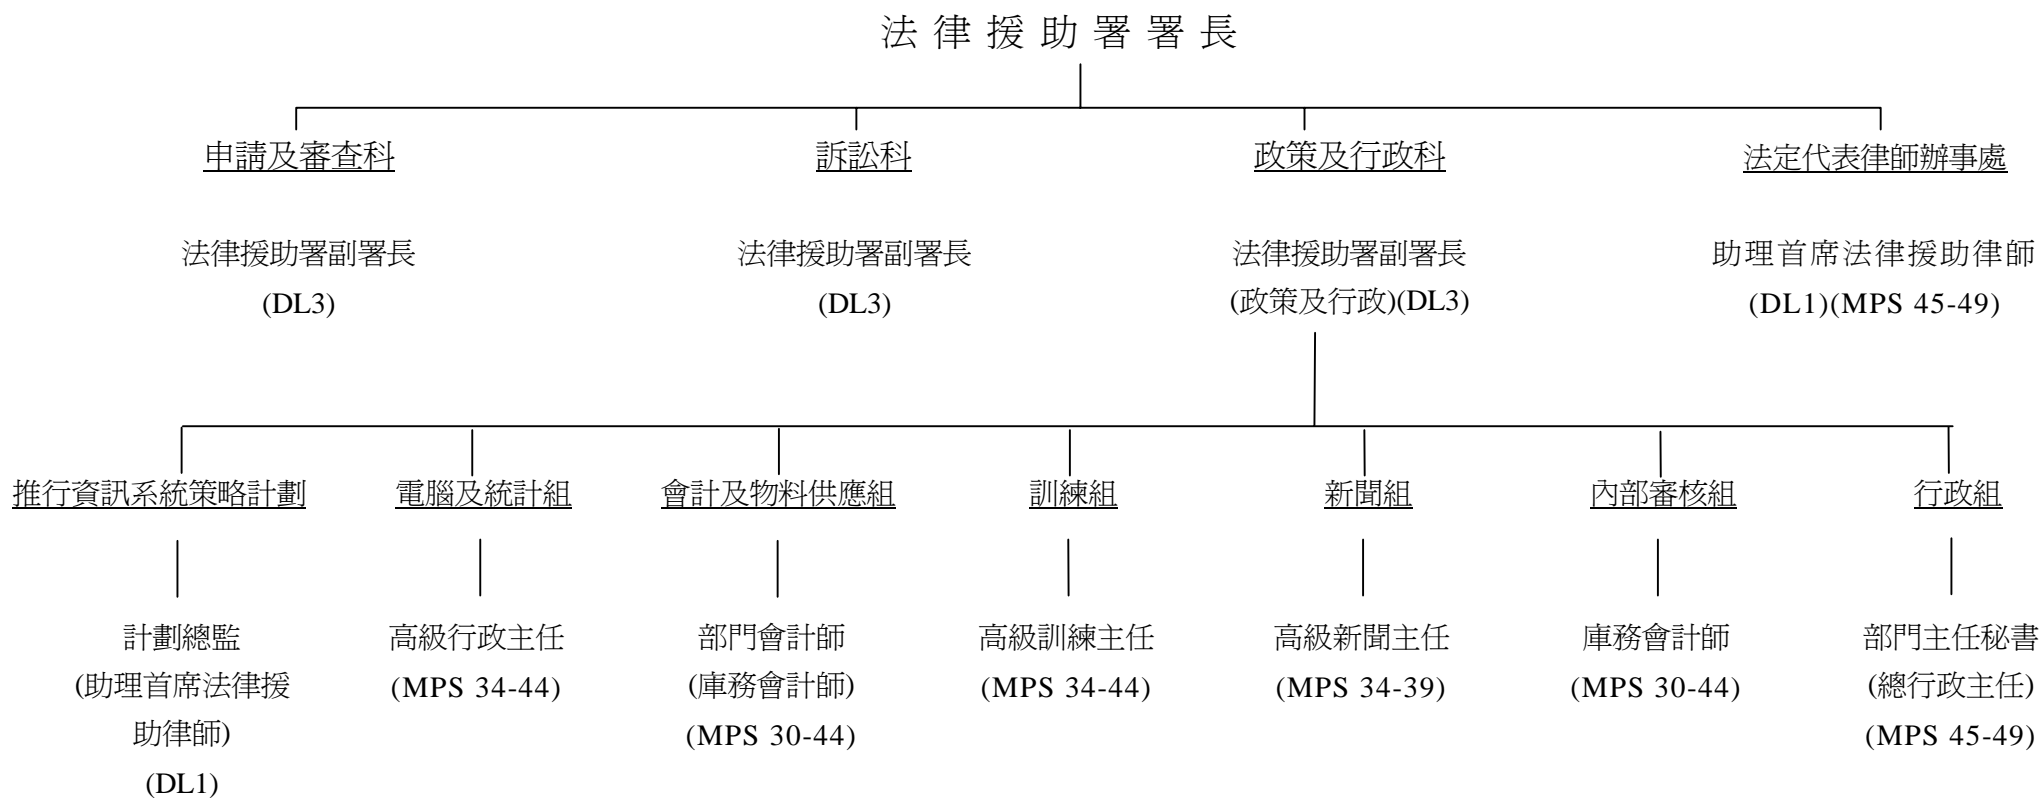 法律援助署署長
申請及審查科
法律援助署副署長
(DL3)
訴訟科
法律援助署副署長
(DL3)
政策及行政科
法律援助署副署長
(政策及行政)(DL3)
法定代表律師辦事處
助理首席法律援助律師
(DL1)(MPS 45-49)
推行資訊系統策略計劃
計劃總監
(助理首席法律援
助律師)
(DL1)
電腦及統計組
高級行政主任
(MPS 34-44)
會計及物料供應組
部門會計師
(庫務會計師)
(MPS 30-44)
訓練組
高級訓練主任
(MPS 34-44)
新聞組
高級新聞主任
(MPS 34-39)
內部審核組
庫務會計師
(MPS 30-44)
行政組
部門主任秘書
(總行政主任)
(MPS 45-49)